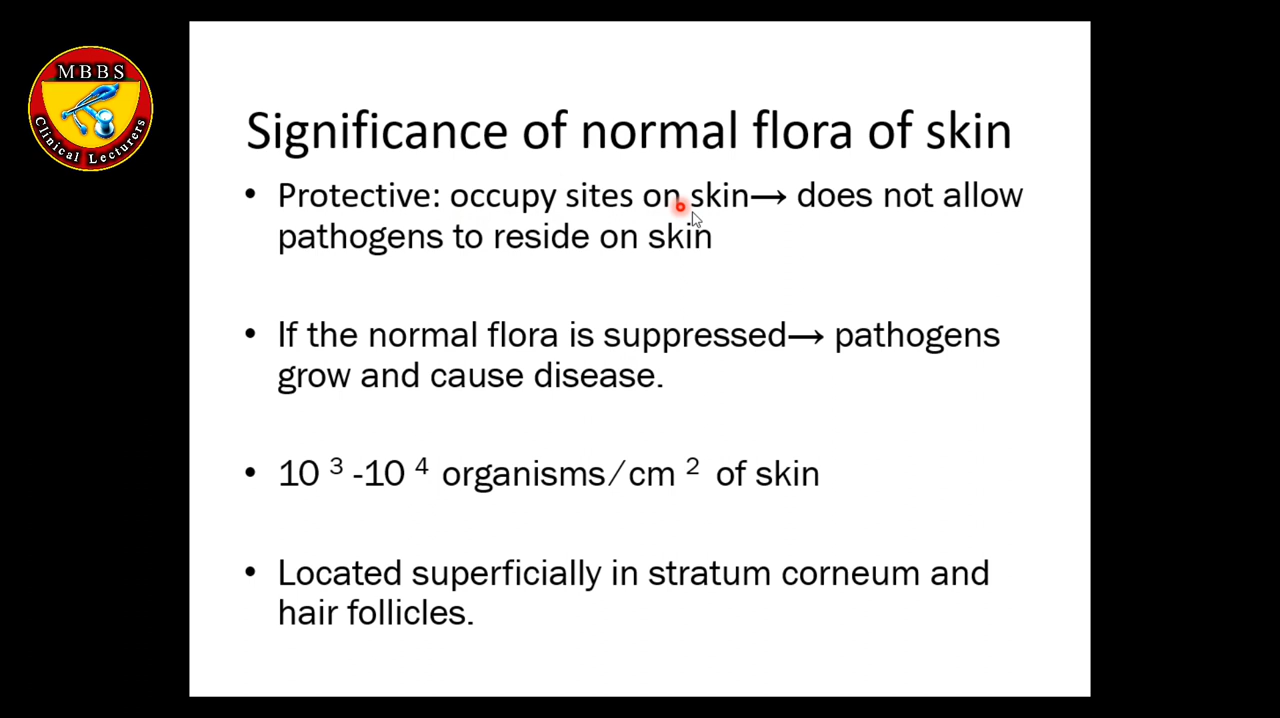 MBBS
Clinical Lecturers
Significance of normal flora of skin
• Protective: occupy sites on skin→ does not allow
pathogens to reside on skin
• If the normal flora is suppressed→ pathogens
grow and cause disease.
• 10 ³ -10 ⁴ organisms/cm ² of skin
• Located superficially in stratum corneum and
hair follicles.